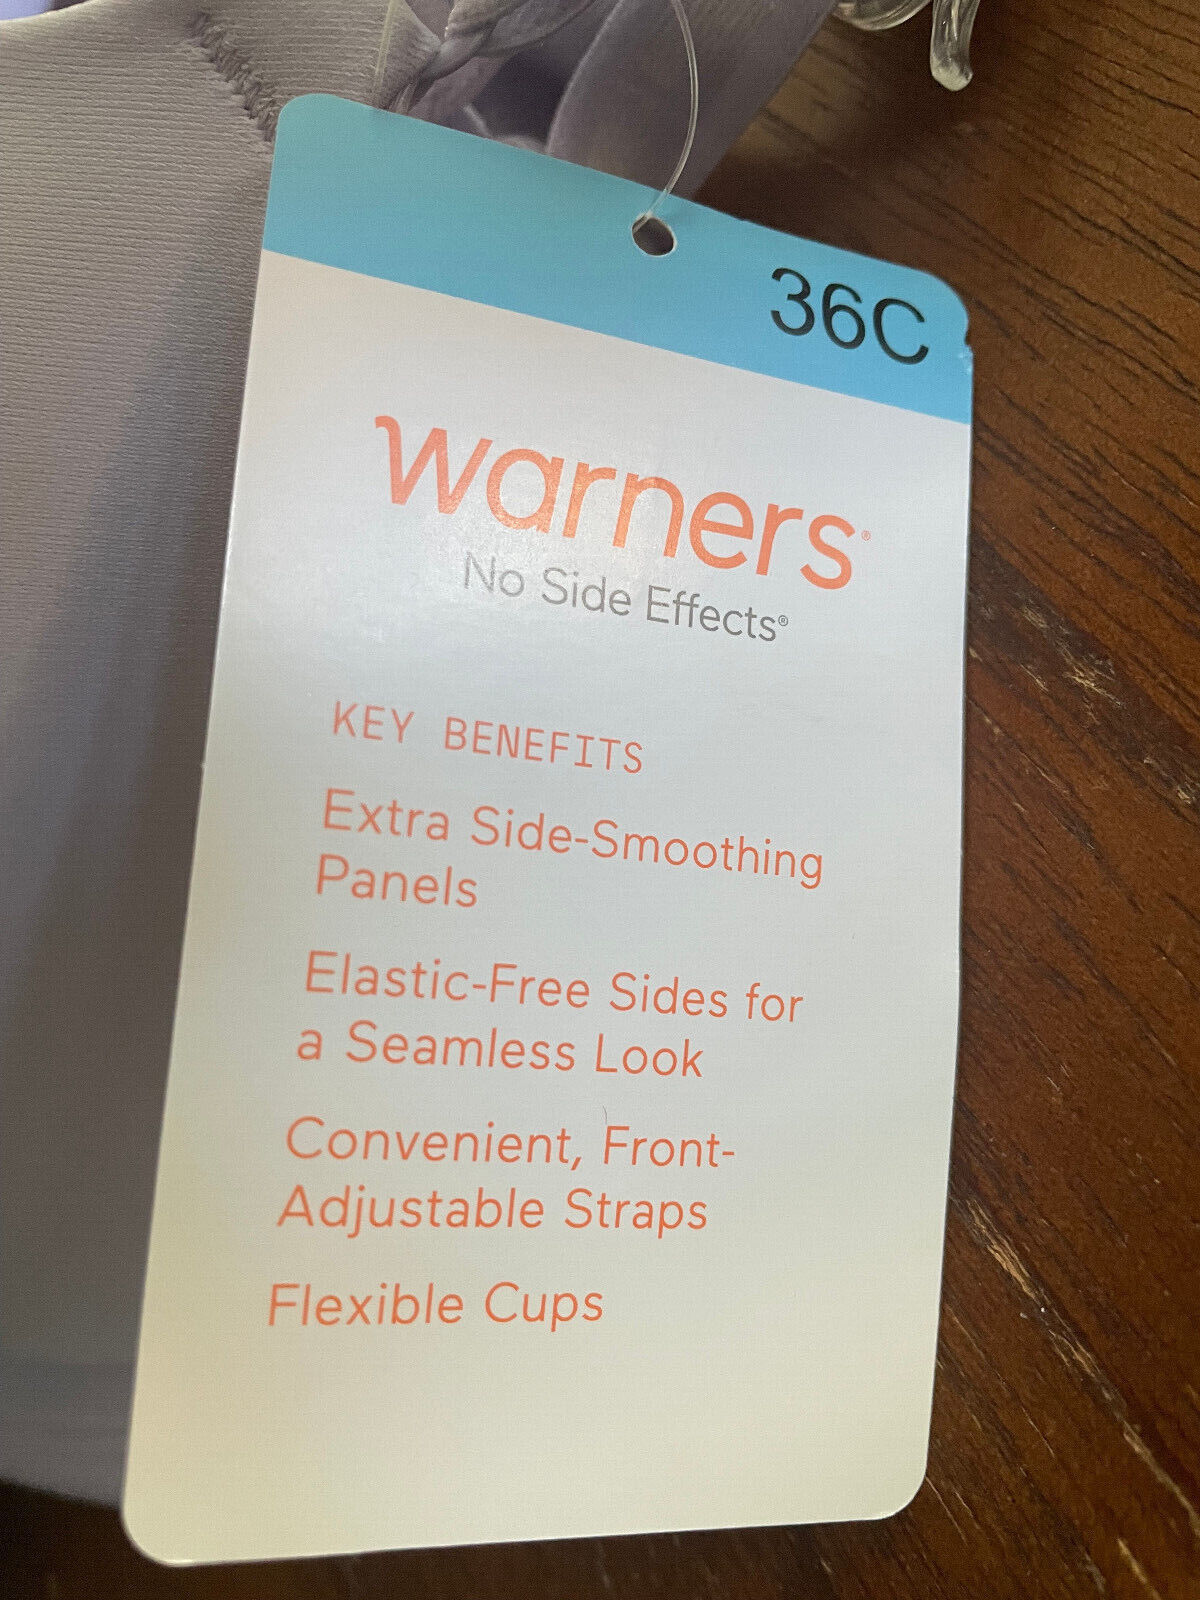 36C
warners®
No Side Effects®
KEY BENEFITS
Extra Side-Smoothing
Panels
Elastic-Free Sides for
a Seamless Look
Convenient, Front-
Adjustable Straps
Flexible Cups